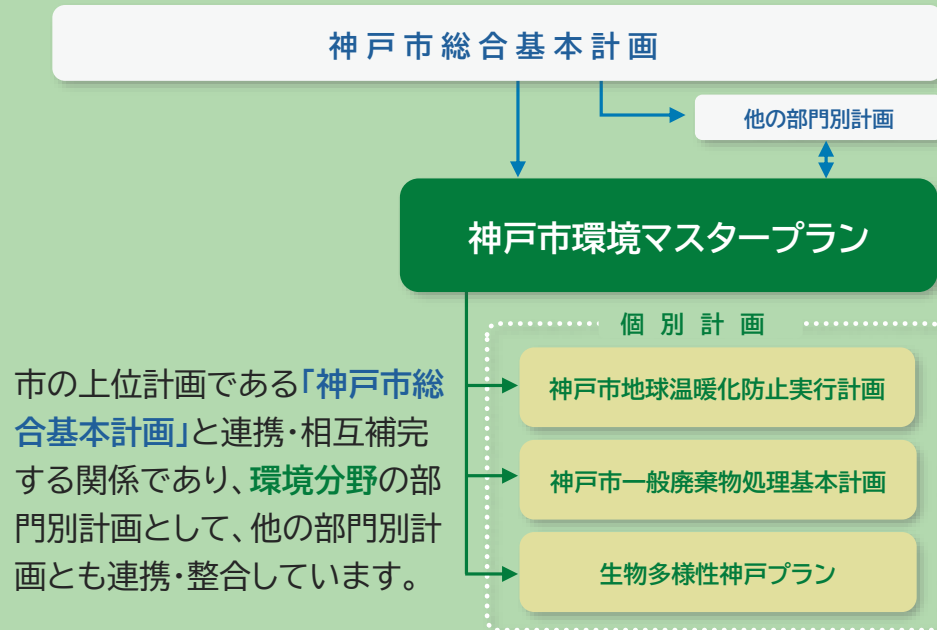 神戸市総合基本計画
他の部門別計画
神戸市環境マスタープラン
個別計画
神戸市地球温暖化防止実行計画
神戸市一般廃棄物処理基本計画
生物多様性神戸プラン
市の上位計画である「神戸市総
合基本計画」と連携・相互補完
する関係であり、環境分野の部
門別計画として、他の部門別計
画とも連携・整合しています。